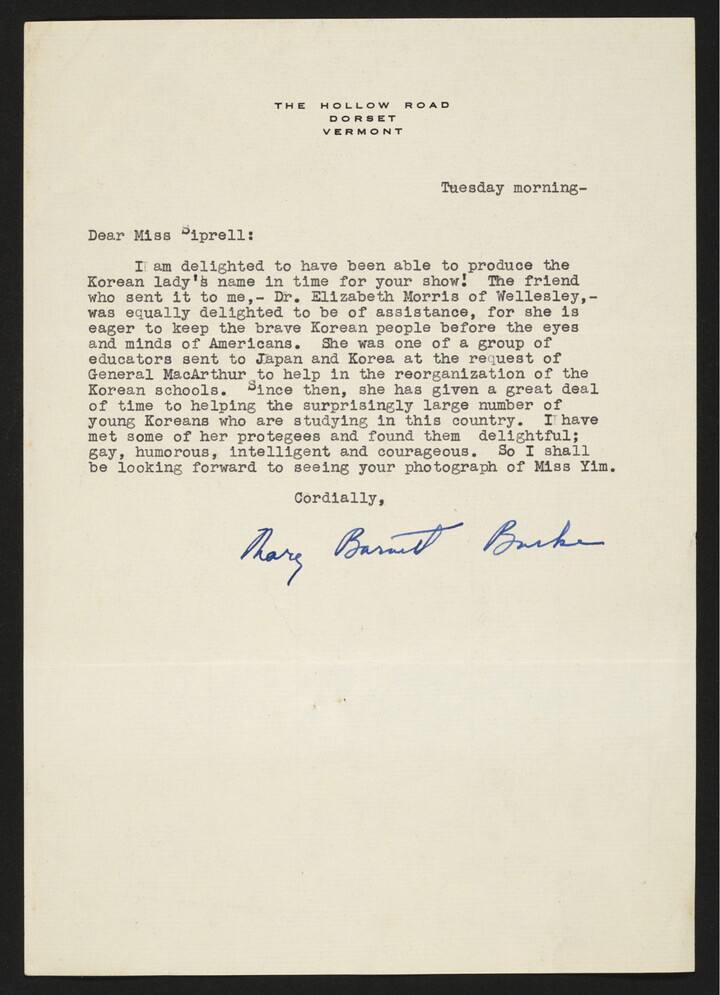 THE HOLLOW ROAD
DORSET
VERMONT
Tuesday morning-
Dear Miss Siprell:
I am delighted to have been able to produce the
Korean lady's name in time for your show! The friend
who sent it to me,- Dr. Elizabeth Morris of Wellesley,-
was equally delighted to be of assistance, for she is
eager to keep the brave Korean people before the eyes
and minds of Americans. She was one of a group of
educators sent to Japan and Korea at the request of
General MacArthur to help in the reorganization of the
Korean schools. Since then, she has given a great deal
of time to helping the surprisingly large number of
young Koreans who are studying in this country. I have
met some of her protegees and found them delightful;
gay, humorous, intelligent and courageous. So I shall
be looking forward to seeing your photograph of Miss Yim.
Cordially,
Mary Barnett Burke